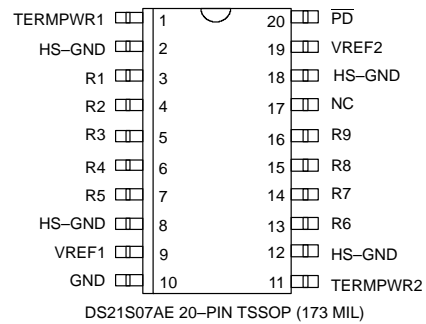 TERMPWR1 1 20 PD
HS–GND 2 19 VREF2
R1 3 18 HS–GND
R2 4 17 NC
R3 5 16 R9
R4 6 15 R8
R5 7 14 R7
HS–GND 8 13 R6
VREF1 9 12 HS–GND
GND 10 11 TERMPWR2
DS21S07AE 20–PIN TSSOP (173 MIL)